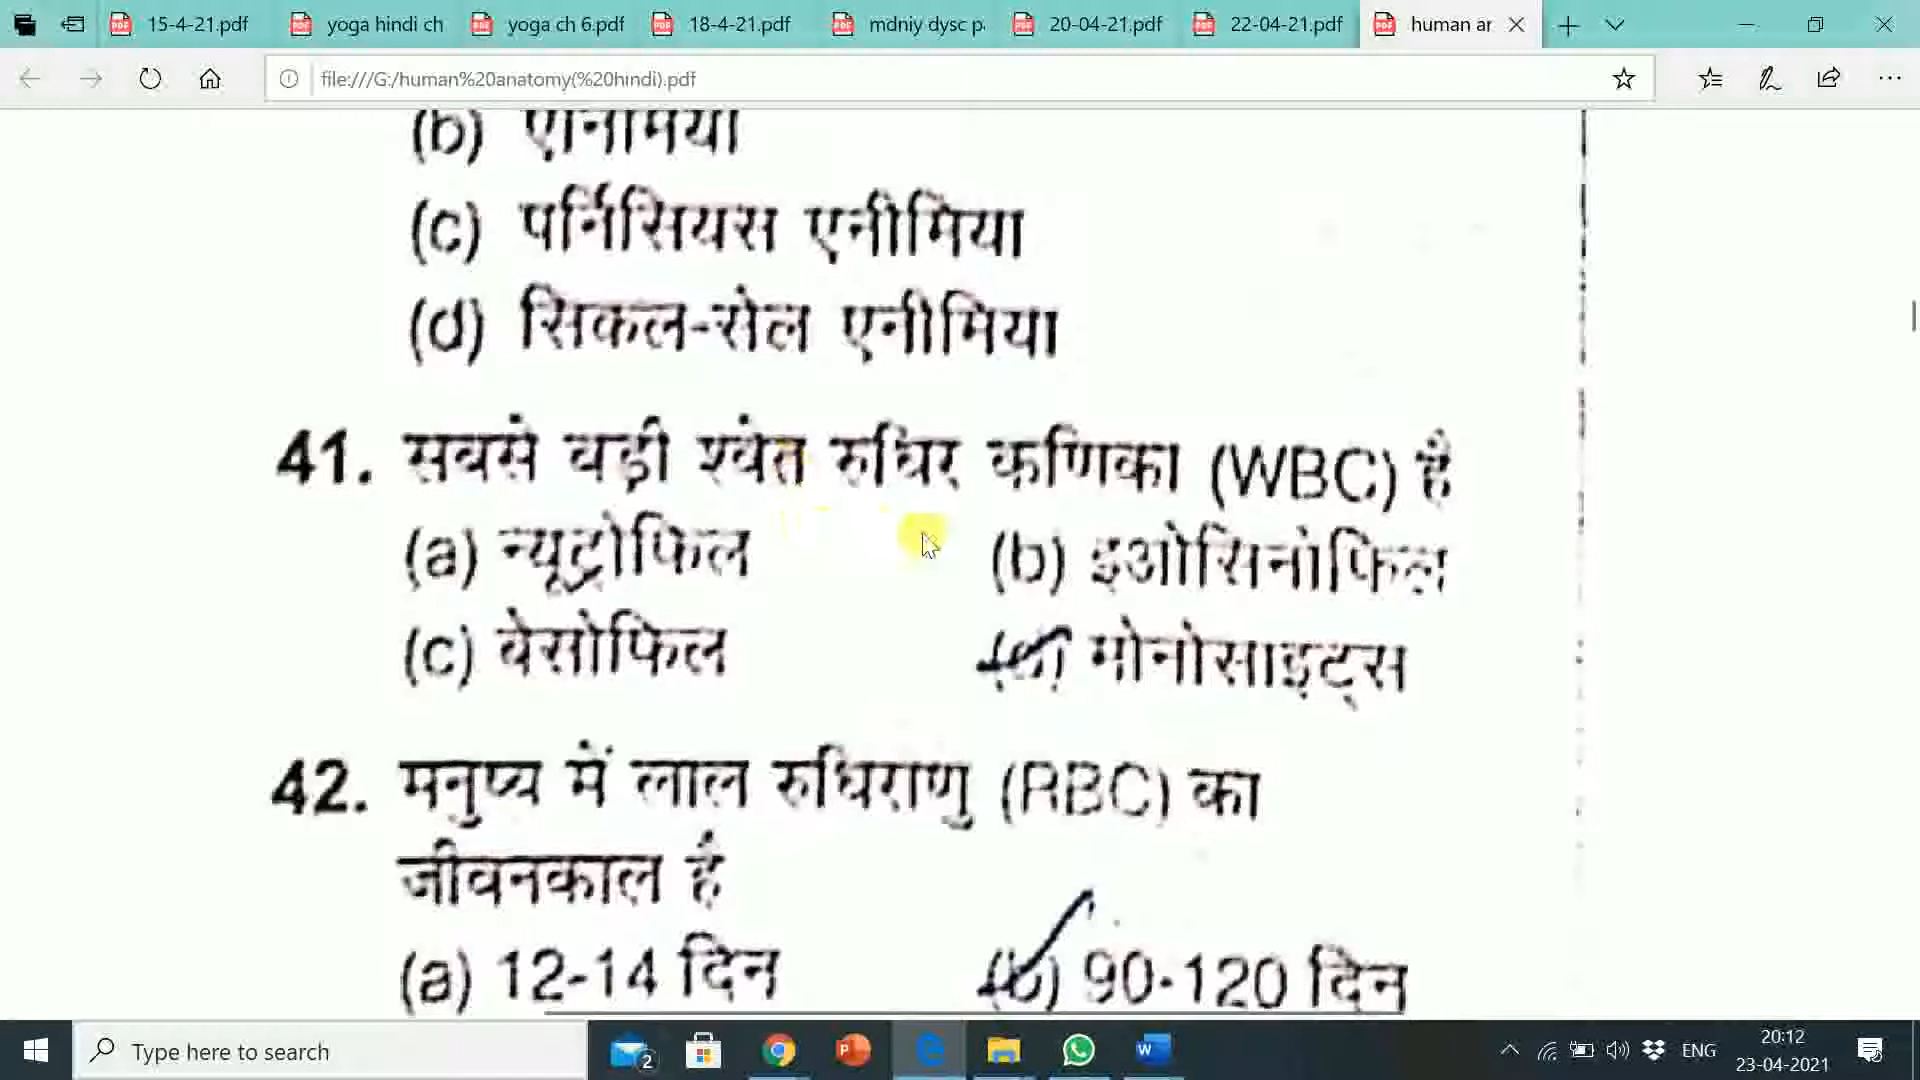 15-4-21.pdf
yoga hindi ch
yoga ch 6.pdf
18-4-21.pdf
mdniy dysc p
20-04-21.pdf
22-04-21.pdf
human ar
file:///G:/human%20anatomy(%20hindi).pdf
(b) एनीमिया
(c) पर्निसियस एनीमिया
(d) सिकल-सेल एनीमिया
41. सबसे बड़ी श्वेत रुधिर कणिका (WBC) है
(a) न्यूट्रोफिल (b) इओसिनोफिल
(c) बेसोफिल (d) मोनोसाइट्स
42. मनुष्य में लाल रुधिराणु (RBC) का
जीवनकाल है
(a) 12-14 दिन (b) 90-120 दिन
Type here to search
2
ENG
20:12
23-04-2021